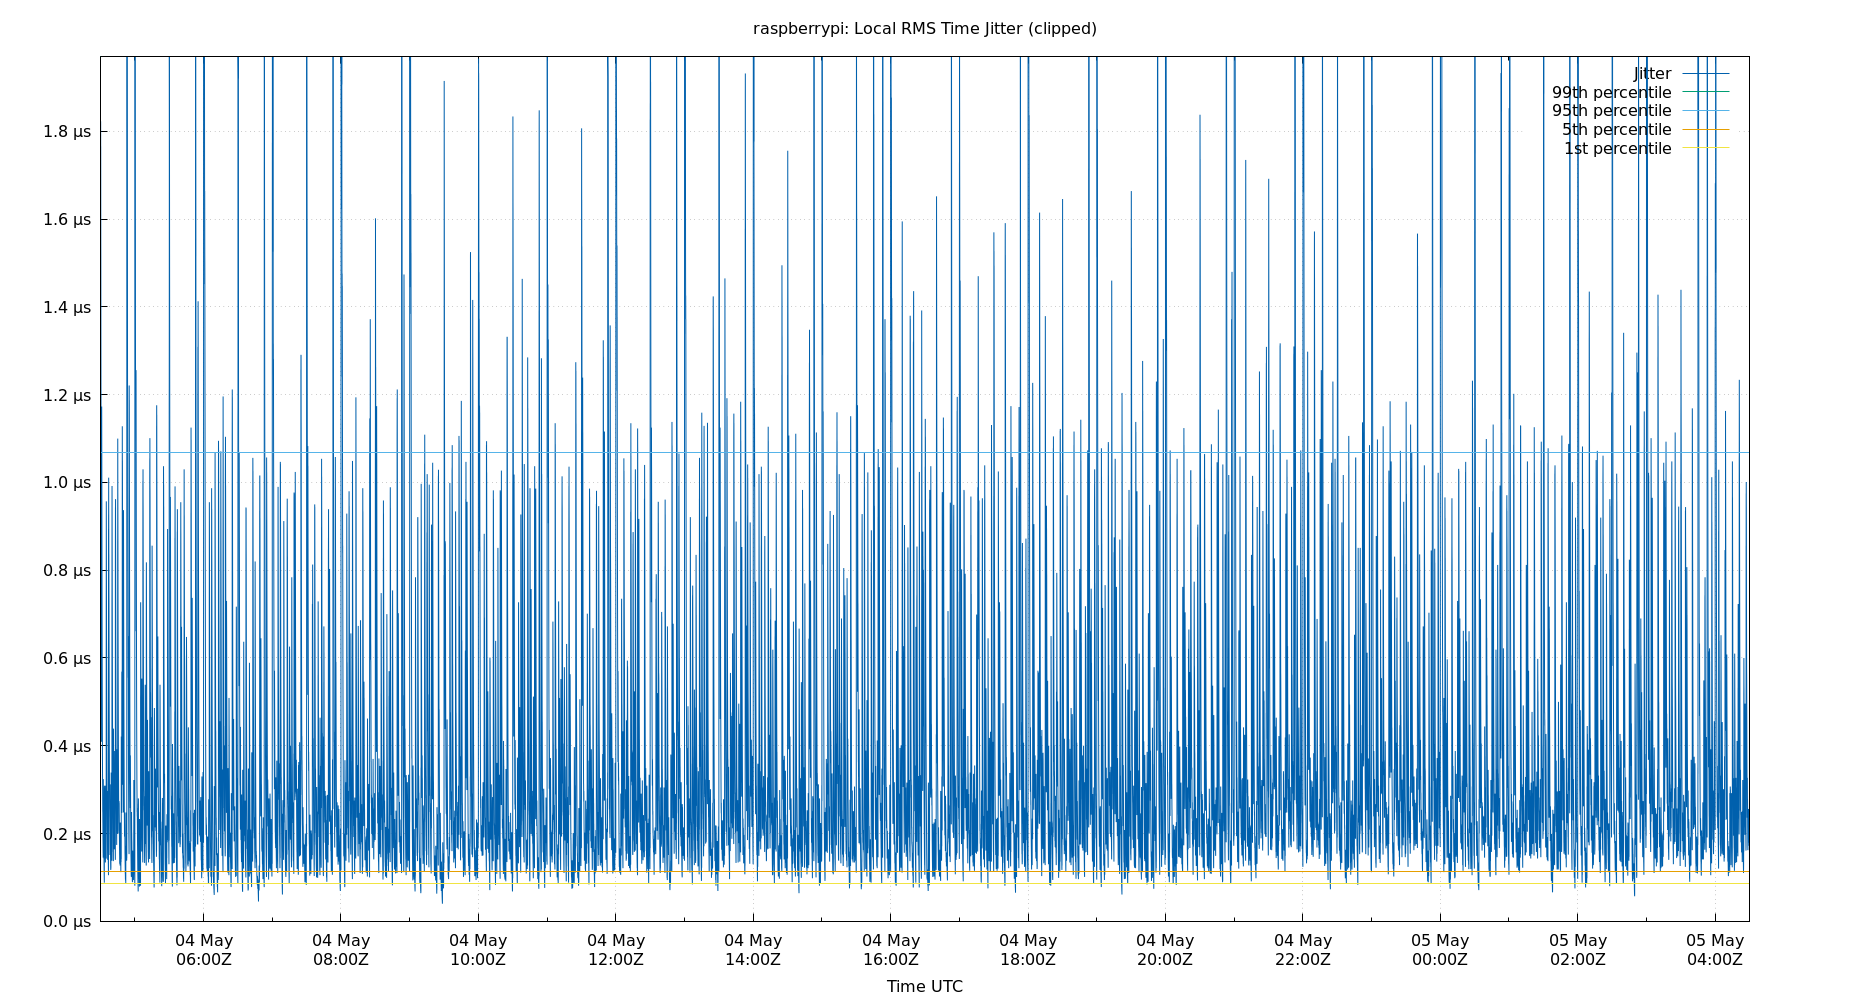 raspberrypi: Local RMS Time Jitter (clipped)
Jitter
99th percentile
95th percentile
5th percentile
1st percentile
1.8 µs
1.6 µs
1.4 µs
1.2 µs
1.0 µs
0.8 µs
0.6 µs
0.4 µs
0.2 µs
0.0 µs
04 May 04 May 04 May 04 May 04 May 04 May 04 May 04 May 04 May 05 May 05 May 05 May
06:00Z 08:00Z 10:00Z 12:00Z 14:00Z 16:00Z 18:00Z 20:00Z 22:00Z 00:00Z 02:00Z 04:00Z
Time UTC